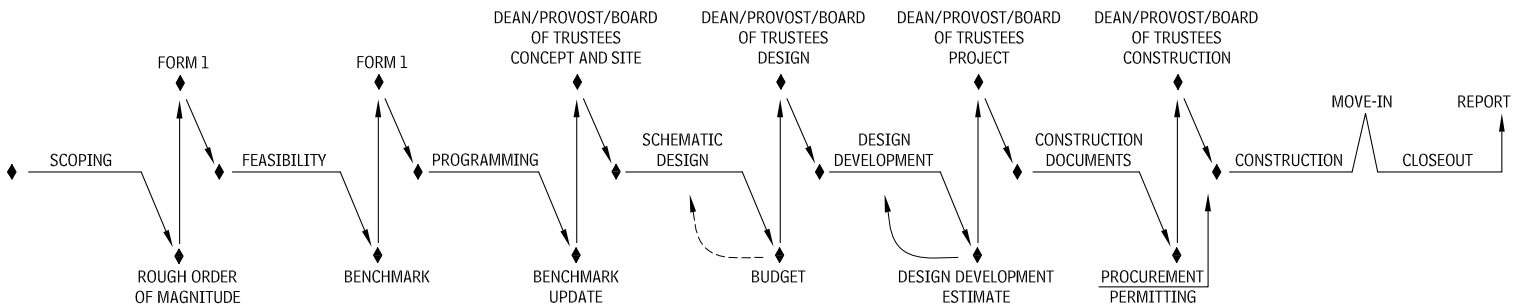 DEAN/PROVOST/BOARD
OF TRUSTEES
CONCEPT AND SITE
DEAN/PROVOST/BOARD
OF TRUSTEES
DESIGN
DEAN/PROVOST/BOARD
OF TRUSTEES
PROJECT
DEAN/PROVOST/BOARD
OF TRUSTEES
CONSTRUCTION
FORM 1
FORM 1
MOVE-IN
REPORT
SCOPING
FEASIBILITY
PROGRAMMING
SCHEMATIC
DESIGN
DESIGN
DEVELOPMENT
CONSTRUCTION
DOCUMENTS
CONSTRUCTION
CLOSEOUT
ROUGH ORDER
OF MAGNITUDE
BENCHMARK
BENCHMARK
UPDATE
BUDGET
DESIGN DEVELOPMENT
ESTIMATE
PROCUREMENT
PERMITTING